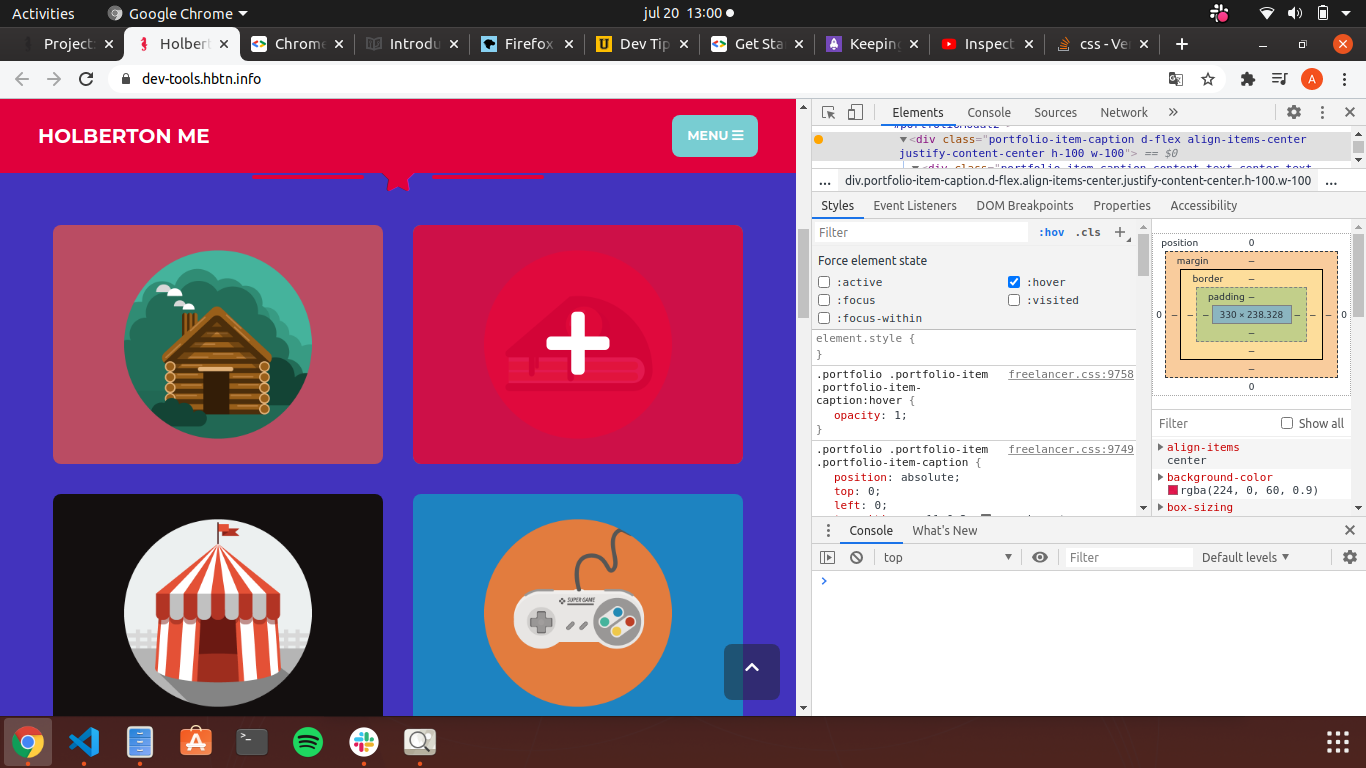 Activities
Google Chrome
jul 20 13:00
Project:
Holbert
Chrome
Introdu
Firefox
Dev Tip
Get Sta
Keeping
Inspect
css - Ve
dev-tools.hbtn.info
A
HOLBERTON ME
MENU
SUPER GAME
Elements
Console
Sources
Network
<div class="portfolio-item-caption d-flex align-items-center
justify-content-center h-100 w-100"> == $0
...
div.portfolio-item-caption.d-flex.align-items-center.justify-content-center.h-100.w-100
...
Styles
Event Listeners
DOM Breakpoints
Properties
Accessibility
Filter
:hov
.cls
Force element state
:active
:hover
:focus
:visited
:focus-within
element.style {
}
.portfolio .portfolio-item
freelancer.css:9758
.portfolio-item-
caption:hover {
opacity: 1;
}
.portfolio .portfolio-item
freelancer.css:9749
.portfolio-item-caption {
position: absolute;
top: 0;
left: 0;
position
0
margin
–
border
–
padding
–
0
–
–
–
330 × 238.328
–
–
–
0
–
–
–
0
Filter
Show all
align-items
center
background-color
rgba(224, 0, 60, 0.9)
box-sizing
Console
What's New
top
Filter
Default levels
>
>_